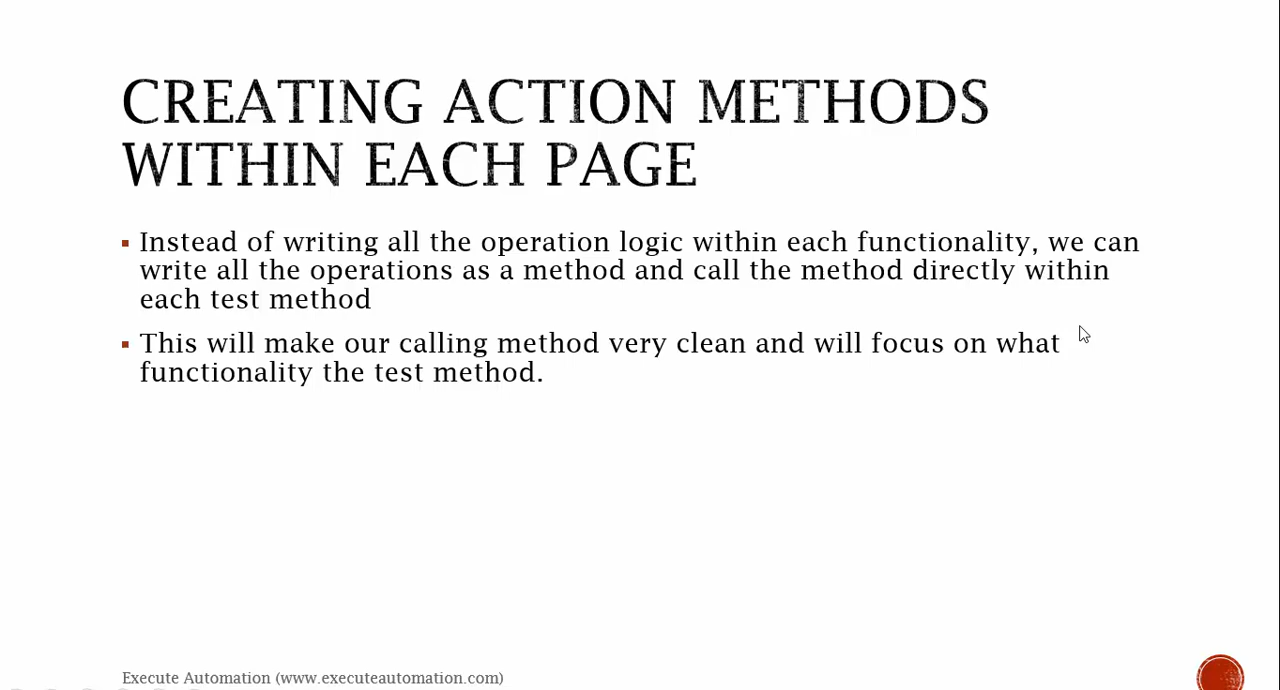 CREATING ACTION METHODS
WITHIN EACH PAGE
Instead of writing all the operation logic within each functionality, we can
write all the operations as a method and call the method directly within
each test method
This will make our calling method very clean and will focus on what
functionality the test method.
Execute Automation (www.executeautomation.com)